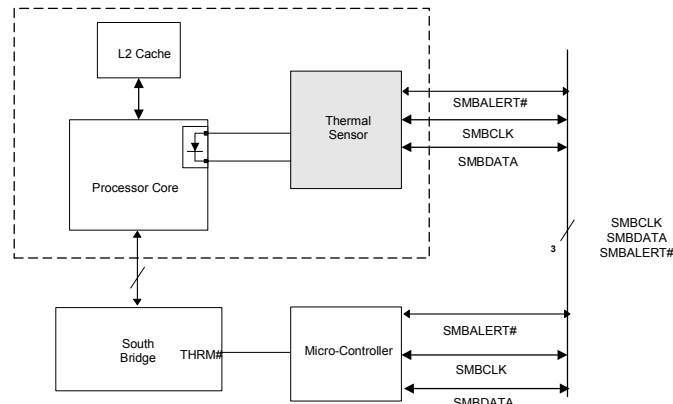 L2 Cache
Thermal
Sensor
SMBALERT#
SMBCLK
SMBDATA
Processor Core
3
SMBCLK
SMBDATA
SMBALERT#
South
Bridge
THRM#
Micro-Controller
SMBALERT#
SMBCLK
SMBDATA